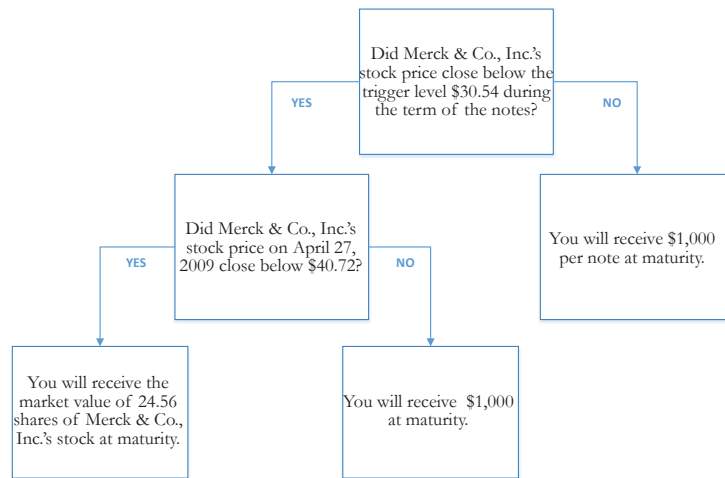 Did Merck & Co., Inc.'s
stock price close below the
trigger level $30.54 during
the term of the notes?
YES
NO
Did Merck & Co., Inc.'s
stock price on April 27,
2009 close below $40.72?
You will receive $1,000
per note at maturity.
YES
NO
You will receive the
market value of 24.56
shares of Merck & Co.,
Inc.'s stock at maturity.
You will receive $1,000
at maturity.